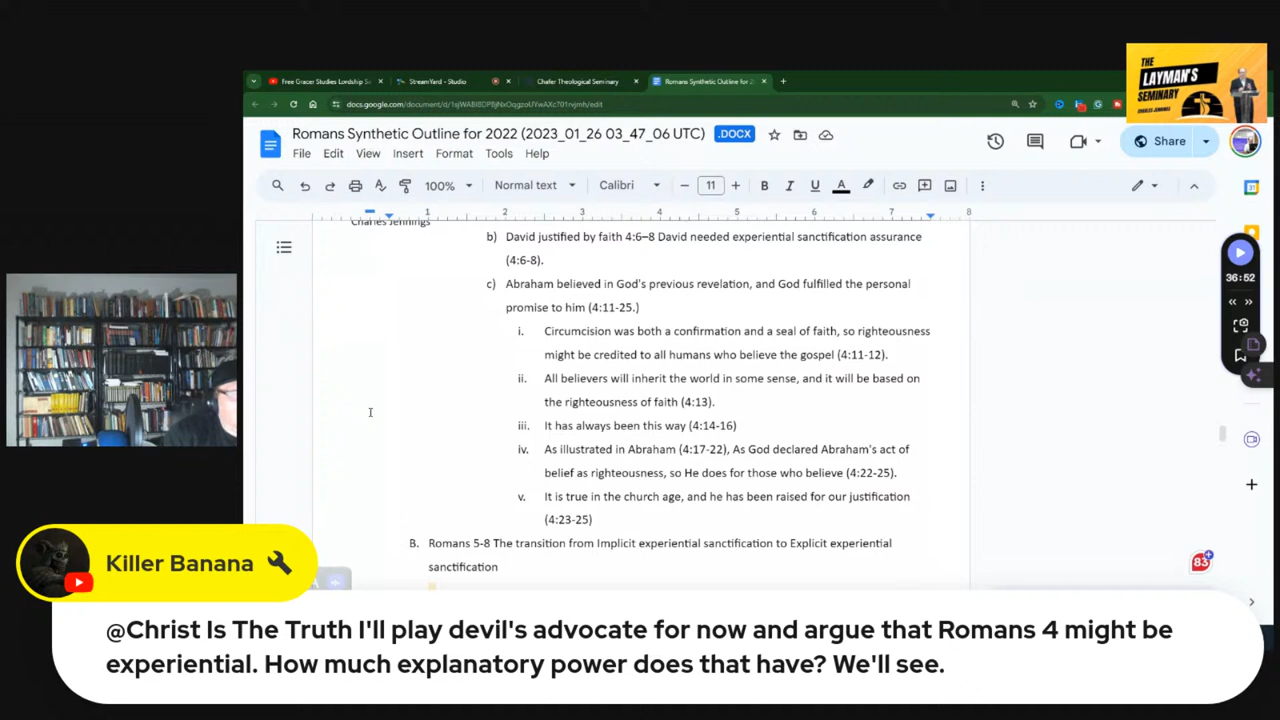 THE
LAYMAN'S
SEMINARY
CHARLES JENNINGS
Free Gracer Studies Lordship Sa
StreamYard - Studio
Chafer Theological Seminary
Romans Synthetic Outline for 2
Romans Synthetic Outline for 2022 (2023_01_26 03_47_06 UTC)
.DOCX
File Edit View Insert Format Tools Help
Share
100%
Normal text
Calibri
11
B I U A
1 2 3 4 5 6 7 8
Charles Jennings
b) David justified by faith 4:6–8 David needed experiential sanctification assurance
(4:6-8).
c) Abraham believed in God's previous revelation, and God fulfilled the personal
promise to him (4:11-25.)
i. Circumcision was both a confirmation and a seal of faith, so righteousness
might be credited to all humans who believe the gospel (4:11-12).
ii. All believers will inherit the world in some sense, and it will be based on
the righteousness of faith (4:13).
iii. It has always been this way (4:14-16)
iv. As illustrated in Abraham (4:17-22), As God declared Abraham's act of
belief as righteousness, so He does for those who believe (4:22-25).
v. It is true in the church age, and he has been raised for our justification
(4:23-25)
B. Romans 5-8 The transition from Implicit experiential sanctification to Explicit experiential
sanctification
36:52
83
Killer Banana
@Christ Is The Truth I'll play devil's advocate for now and argue that Romans 4 might be
experiential. How much explanatory power does that have? We'll see.